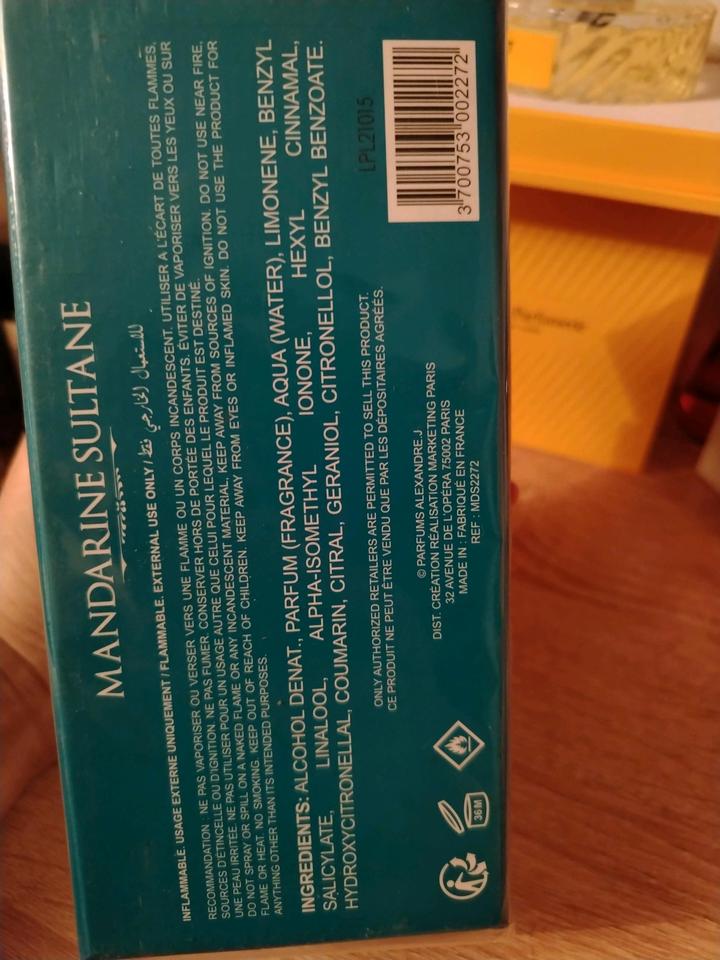 MANDARINE SULTANE
INFLAMMABLE. USAGE EXTERNE UNIQUEMENT / FLAMMABLE. EXTERNAL USE ONLY / للاستعمال الخارجي فقط
RECOMMANDATION : NE PAS VAPORISER OU VERSER VERS UNE FLAMME OU UN CORPS INCANDESCENT. UTILISER A L'ÉCART DE TOUTES FLAMMES,
SOURCES D'ÉTINCELLE OU D'IGNITION. NE PAS FUMER. CONSERVER HORS DE PORTÉE DES ENFANTS. ÉVITER DE VAPORISER VERS LES YEUX OU SUR
UNE PEAU IRRITÉE. NE PAS UTILISER POUR UN USAGE AUTRE QUE CELUI POUR LEQUEL LE PRODUIT EST DESTINÉ.
DO NOT SPRAY OR SPILL ON A NAKED FLAME OR ANY INCANDESCENT MATERIAL, KEEP AWAY FROM SOURCES OF IGNITION. DO NOT USE NEAR FIRE,
FLAME OR HEAT. NO SMOKING. KEEP OUT OF REACH OF CHILDREN. KEEP AWAY FROM EYES OR INFLAMED SKIN. DO NOT USE THE PRODUCT FOR
ANYTHING OTHER THAN ITS INTENDED PURPOSES.
INGREDIENTS: ALCOHOL DENAT., PARFUM (FRAGRANCE), AQUA (WATER), LIMONENE, BENZYL
SALICYLATE, LINALOOL, ALPHA-ISOMETHYL IONONE, HEXYL CINNAMAL,
HYDROXYCITRONELLAL, COUMARIN, CITRAL, GERANIOL, CITRONELLOL, BENZYL BENZOATE.
ONLY AUTHORIZED RETAILERS ARE PERMITTED TO SELL THIS PRODUCT.
CE PRODUIT NE PEUT ÊTRE VENDU QUE PAR LES DÉPOSITAIRES AGRÉÉS.
LPL21015
3 700753 002272
© PARFUMS ALEXANDRE.J
DIST. CRÉATION RÉALISATION MARKETING PARIS
32 AVENUE DE L'OPÉRA 75002 PARIS
MADE IN - FABRIQUÉ EN FRANCE
REF : MDS2272
36M